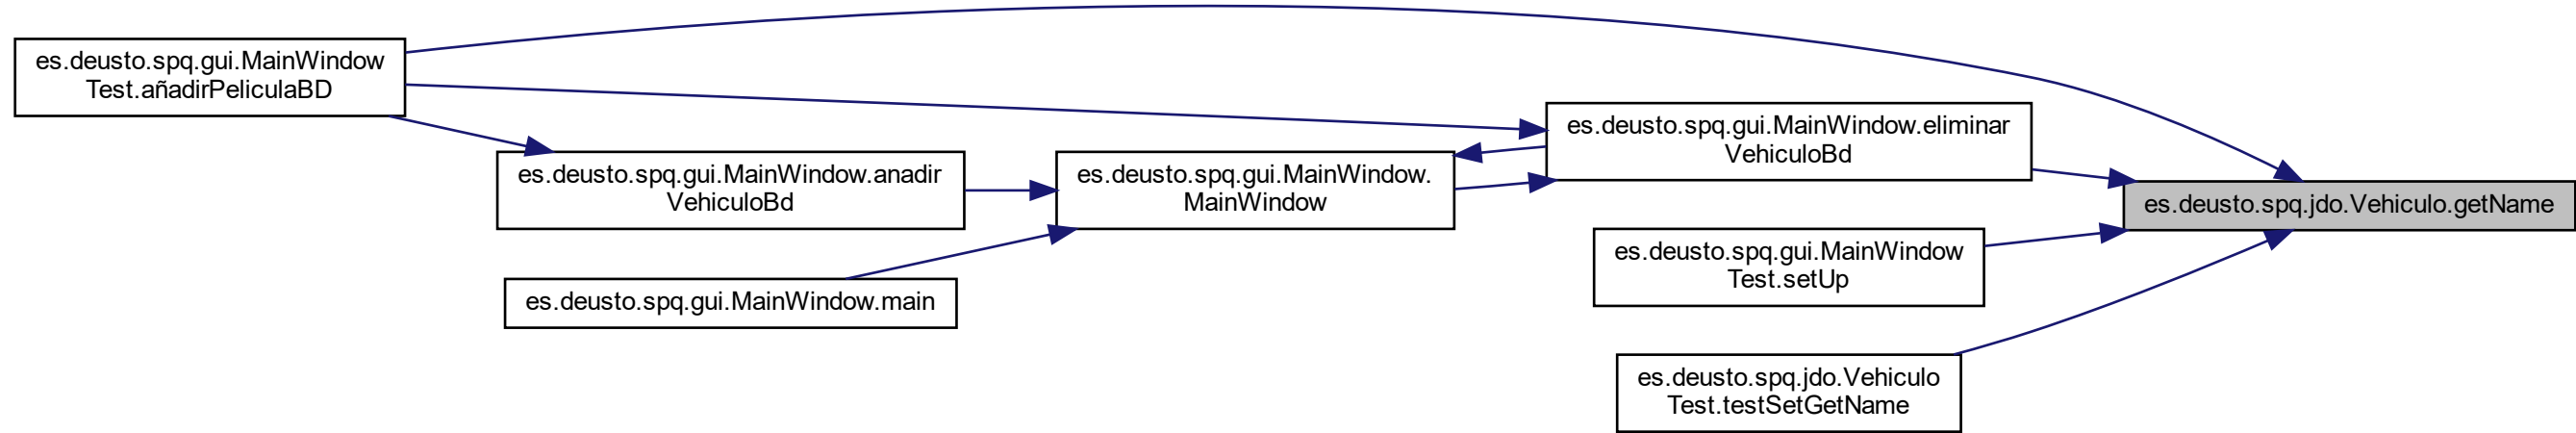 es.deusto.spq.gui.MainWindow
Test.añadirPeliculaBD
es.deusto.spq.gui.MainWindow.eliminar
VehiculoBd
es.deusto.spq.gui.MainWindow.anadir
VehiculoBd
es.deusto.spq.gui.MainWindow.
MainWindow
es.deusto.spq.jdo.Vehiculo.getName
es.deusto.spq.gui.MainWindow
Test.setUp
es.deusto.spq.gui.MainWindow.main
es.deusto.spq.jdo.Vehiculo
Test.testSetGetName